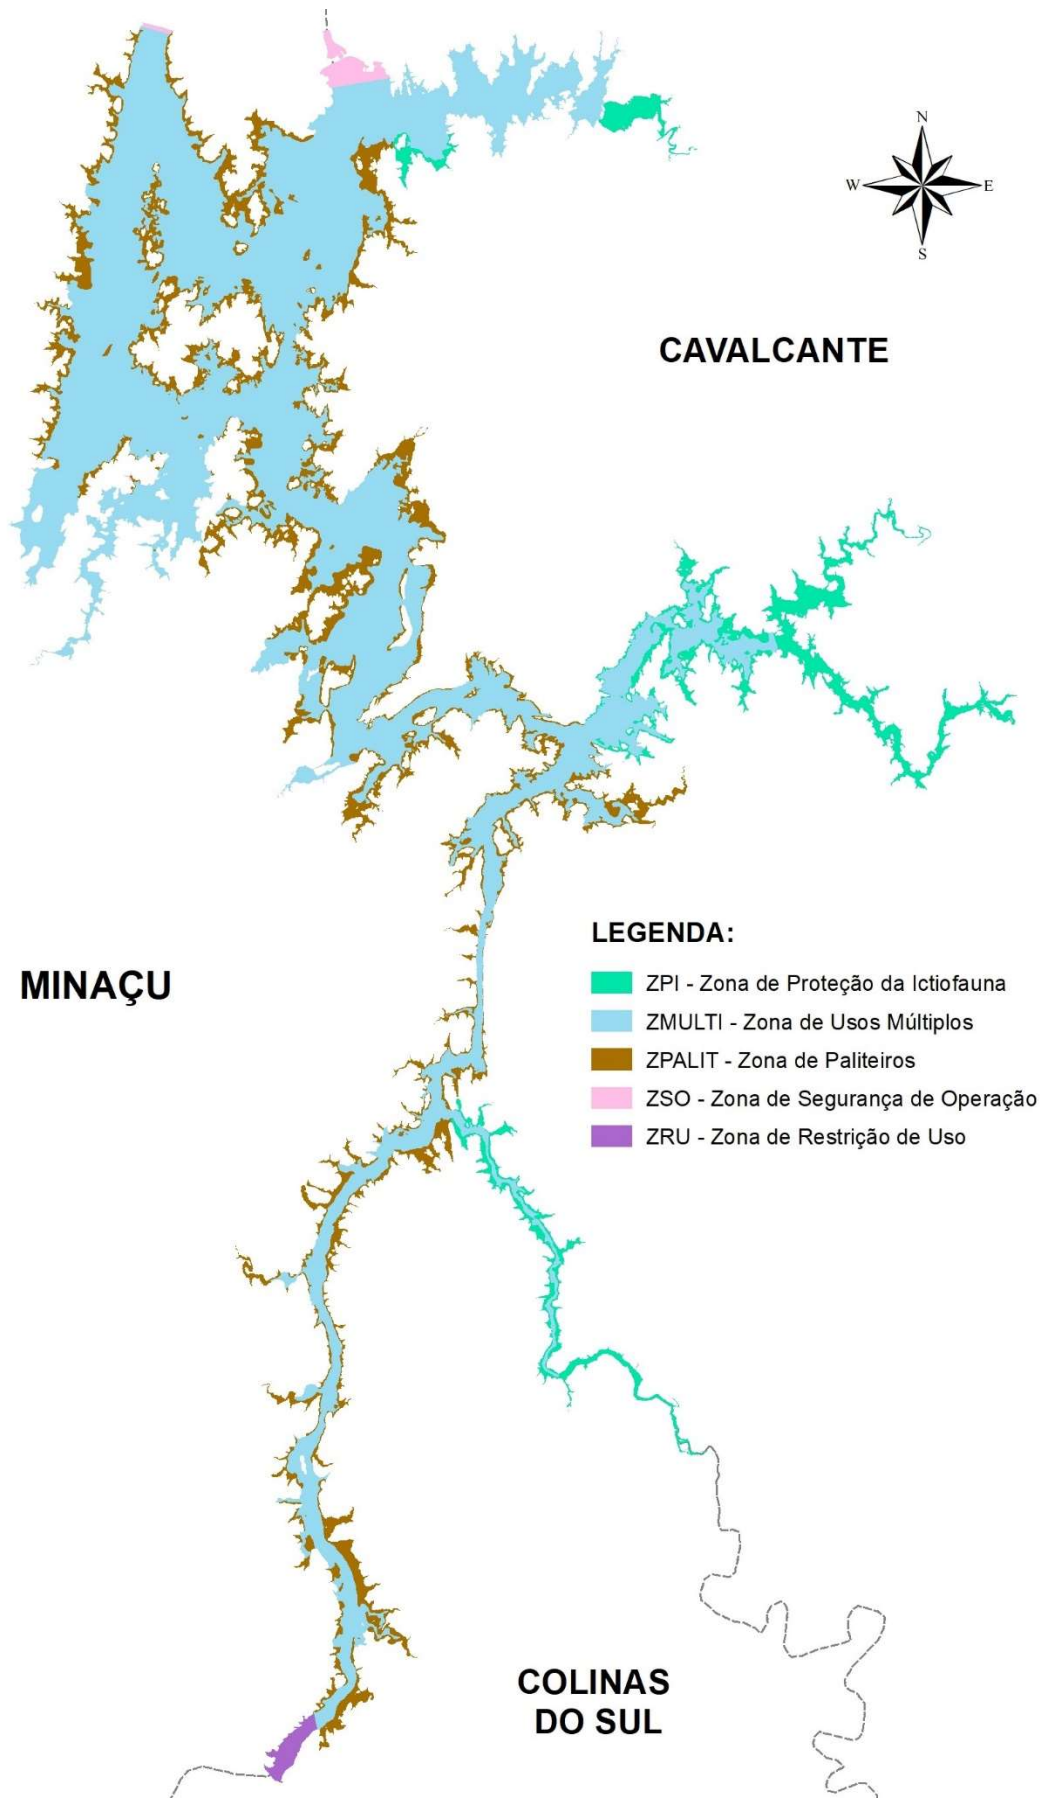 N
W
E
S
CAVALCANTE
MINAÇU
LEGENDA:
ZPI - Zona de Proteção da Ictiofauna
ZMULTI - Zona de Usos Múltiplos
ZPALIT - Zona de Paliteiros
ZSO - Zona de Segurança de Operação
ZRU - Zona de Restrição de Uso
COLINAS
DO SUL